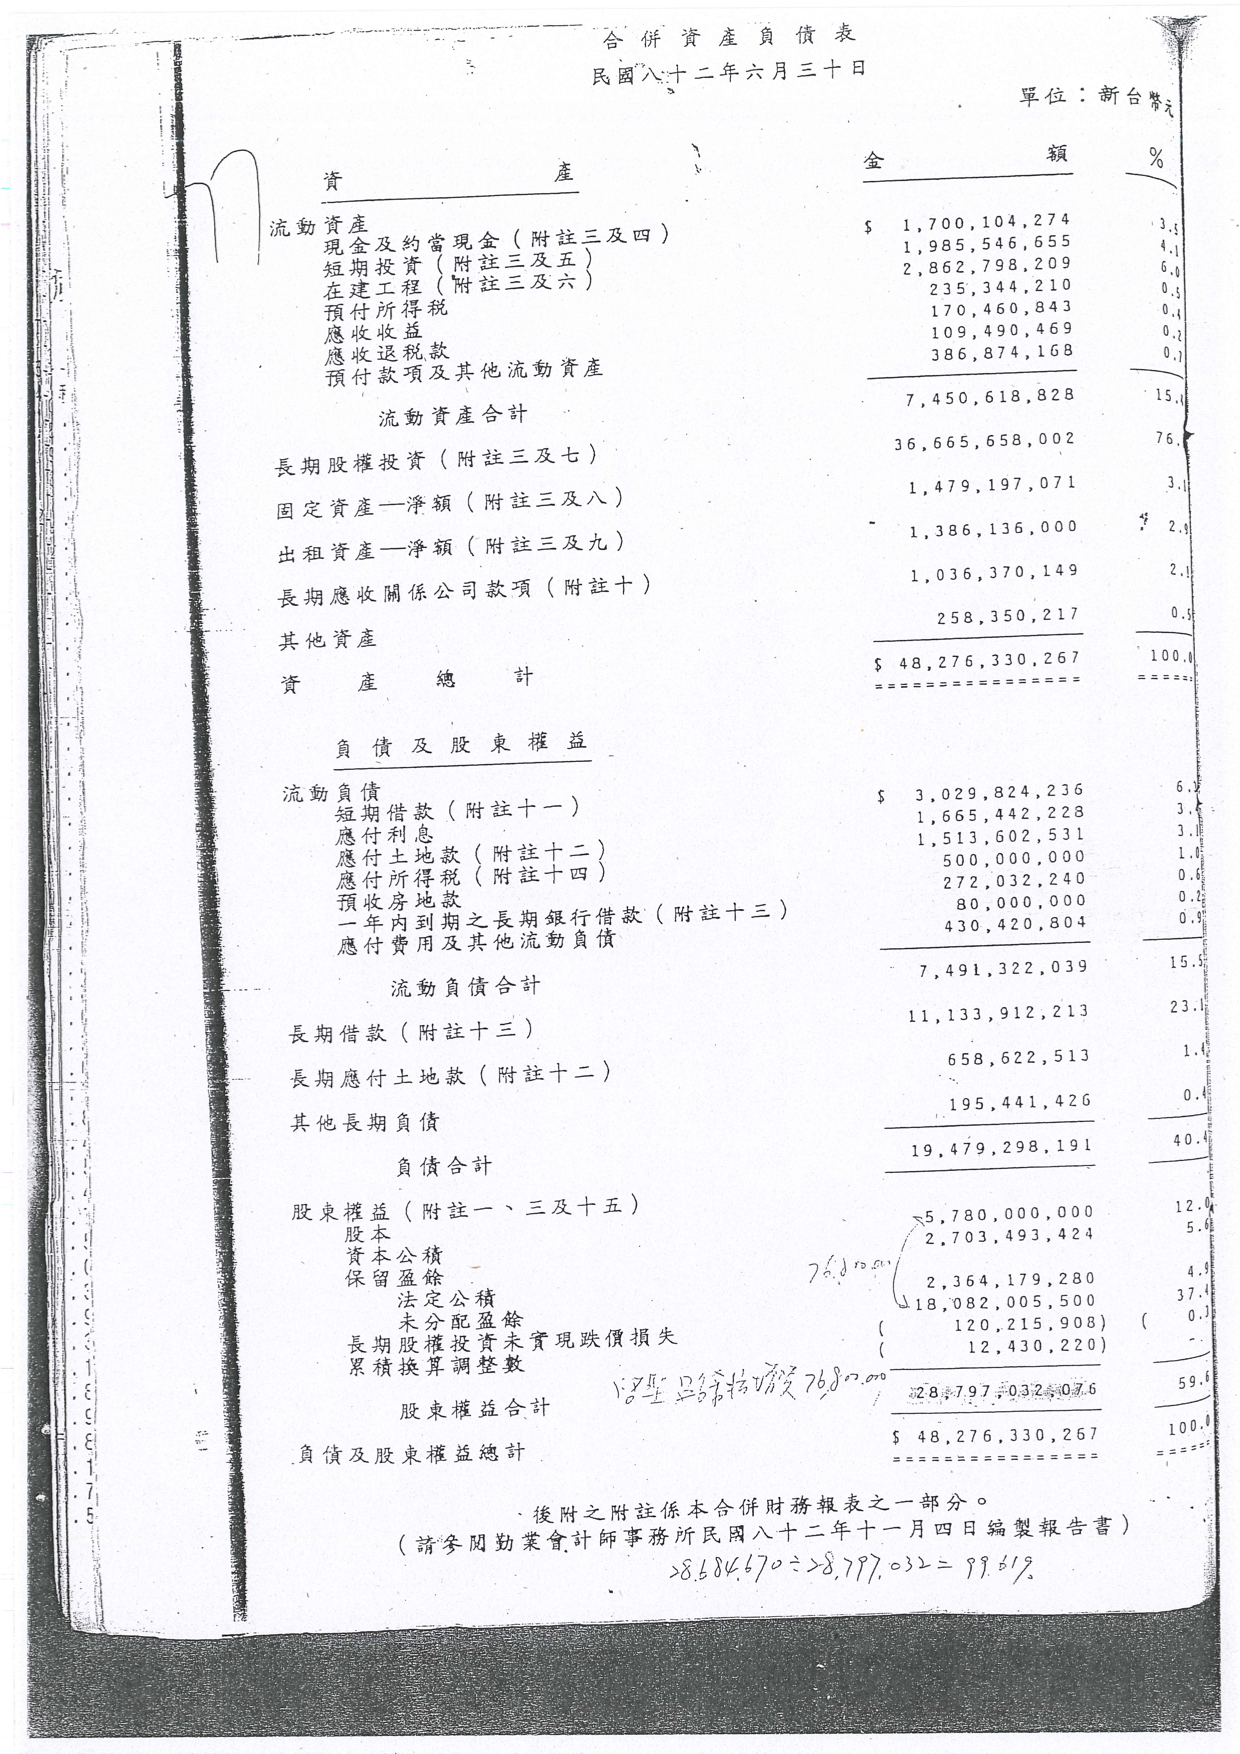 合併資產負債表
民國八十二年六月三十日
單位：新台幣元
資產 金額 %
流動資產
現金及約當現金（附註三及四） $ 1,700,104,274 3.5
短期投資（附註三及五） 1,985,546,655 4.1
在建工程（附註三及六） 2,862,798,209 6.0
預付所得稅 235,344,210 0.5
應收收益 170,460,843 0.4
應收退稅款 109,490,469 0.2
預付款項及其他流動資產 386,874,168 0.7
流動資產合計 7,450,618,828 15.
長期股權投資（附註三及七） 36,665,658,002 76.
固定資產—淨額（附註三及八） 1,479,197,071 3.1
出租資產—淨額（附註三及九） 1,386,136,000 2.9
長期應收關係公司款項（附註十） 1,036,370,149 2.1
其他資產 258,350,217 0.5
資產總計 $ 48,276,330,267 100.0
負債及股東權益
流動負債
短期借款（附註十一） $ 3,029,824,236 6.
應付利息 1,665,442,228 3.
應付土地款（附註十二） 1,513,602,531 3.1
應付所得稅（附註十四） 500,000,000 1.0
預收房地款 272,032,240 0.6
一年內到期之長期銀行借款（附註十三） 80,000,000 0.2
應付費用及其他流動負債 430,420,804 0.9
流動負債合計 7,491,322,039 15.5
長期借款（附註十三） 11,133,912,213 23.1
長期應付土地款（附註十二） 658,622,513 1.4
其他長期負債 195,441,426 0.4
負債合計 19,479,298,191 40.4
股東權益（附註一、三及十五）
股本 5,780,000,000 12.0
資本公積 2,703,493,424 5.6
保留盈餘
法定公積 2,364,179,280 4.9
未分配盈餘 18,082,005,500 37.4
長期股權投資未實現跌價損失 ( 120,215,908) ( 0.3
累積換算調整數 ( 12,430,220) -
股東權益合計 28,797,032,076 59.6
負債及股東權益總計 $ 48,276,330,267 100.0
後附之附註係本合併財務報表之一部分。
（請參閱勤業會計師事務所民國八十二年十一月四日編製報告書）
28,684,670÷28,797,032=99.61%